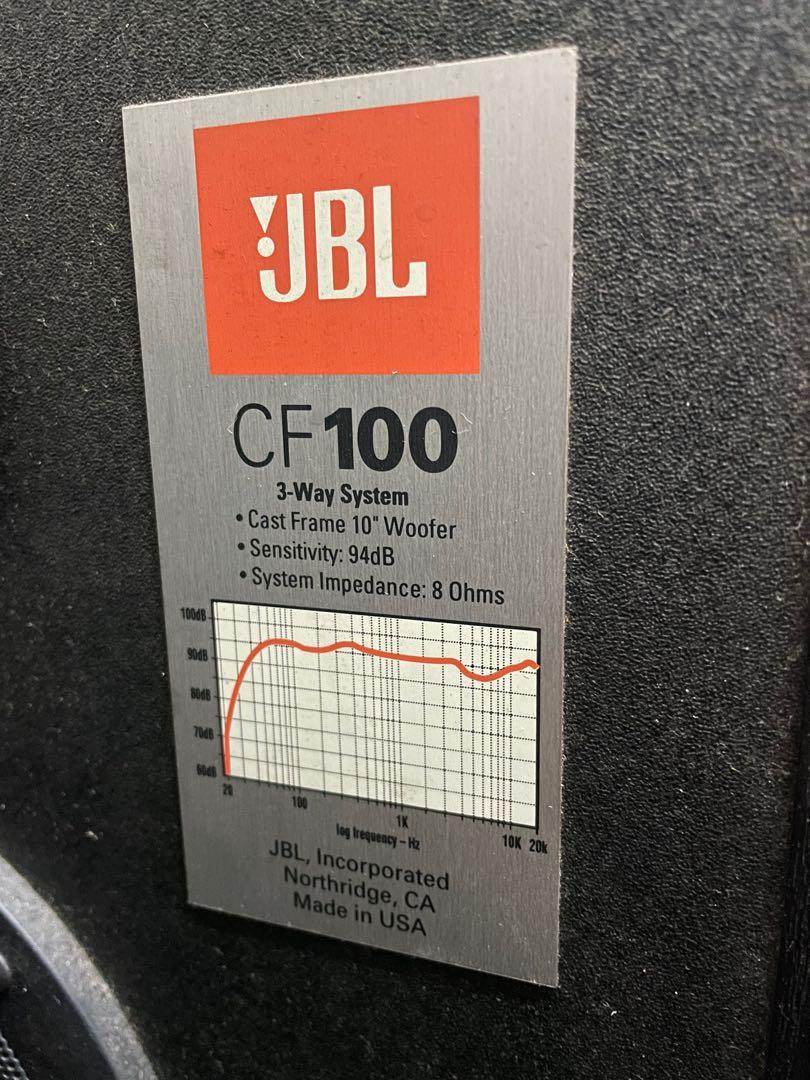 JBL
CF100
3-Way System
• Cast Frame 10" Woofer
• Sensitivity: 94dB
• System Impedance: 8 Ohms
100dB
90dB
80dB
70dB
60dB
20 100 1K 10K 20k
log frequency – Hz
JBL, Incorporated
Northridge, CA
Made in USA